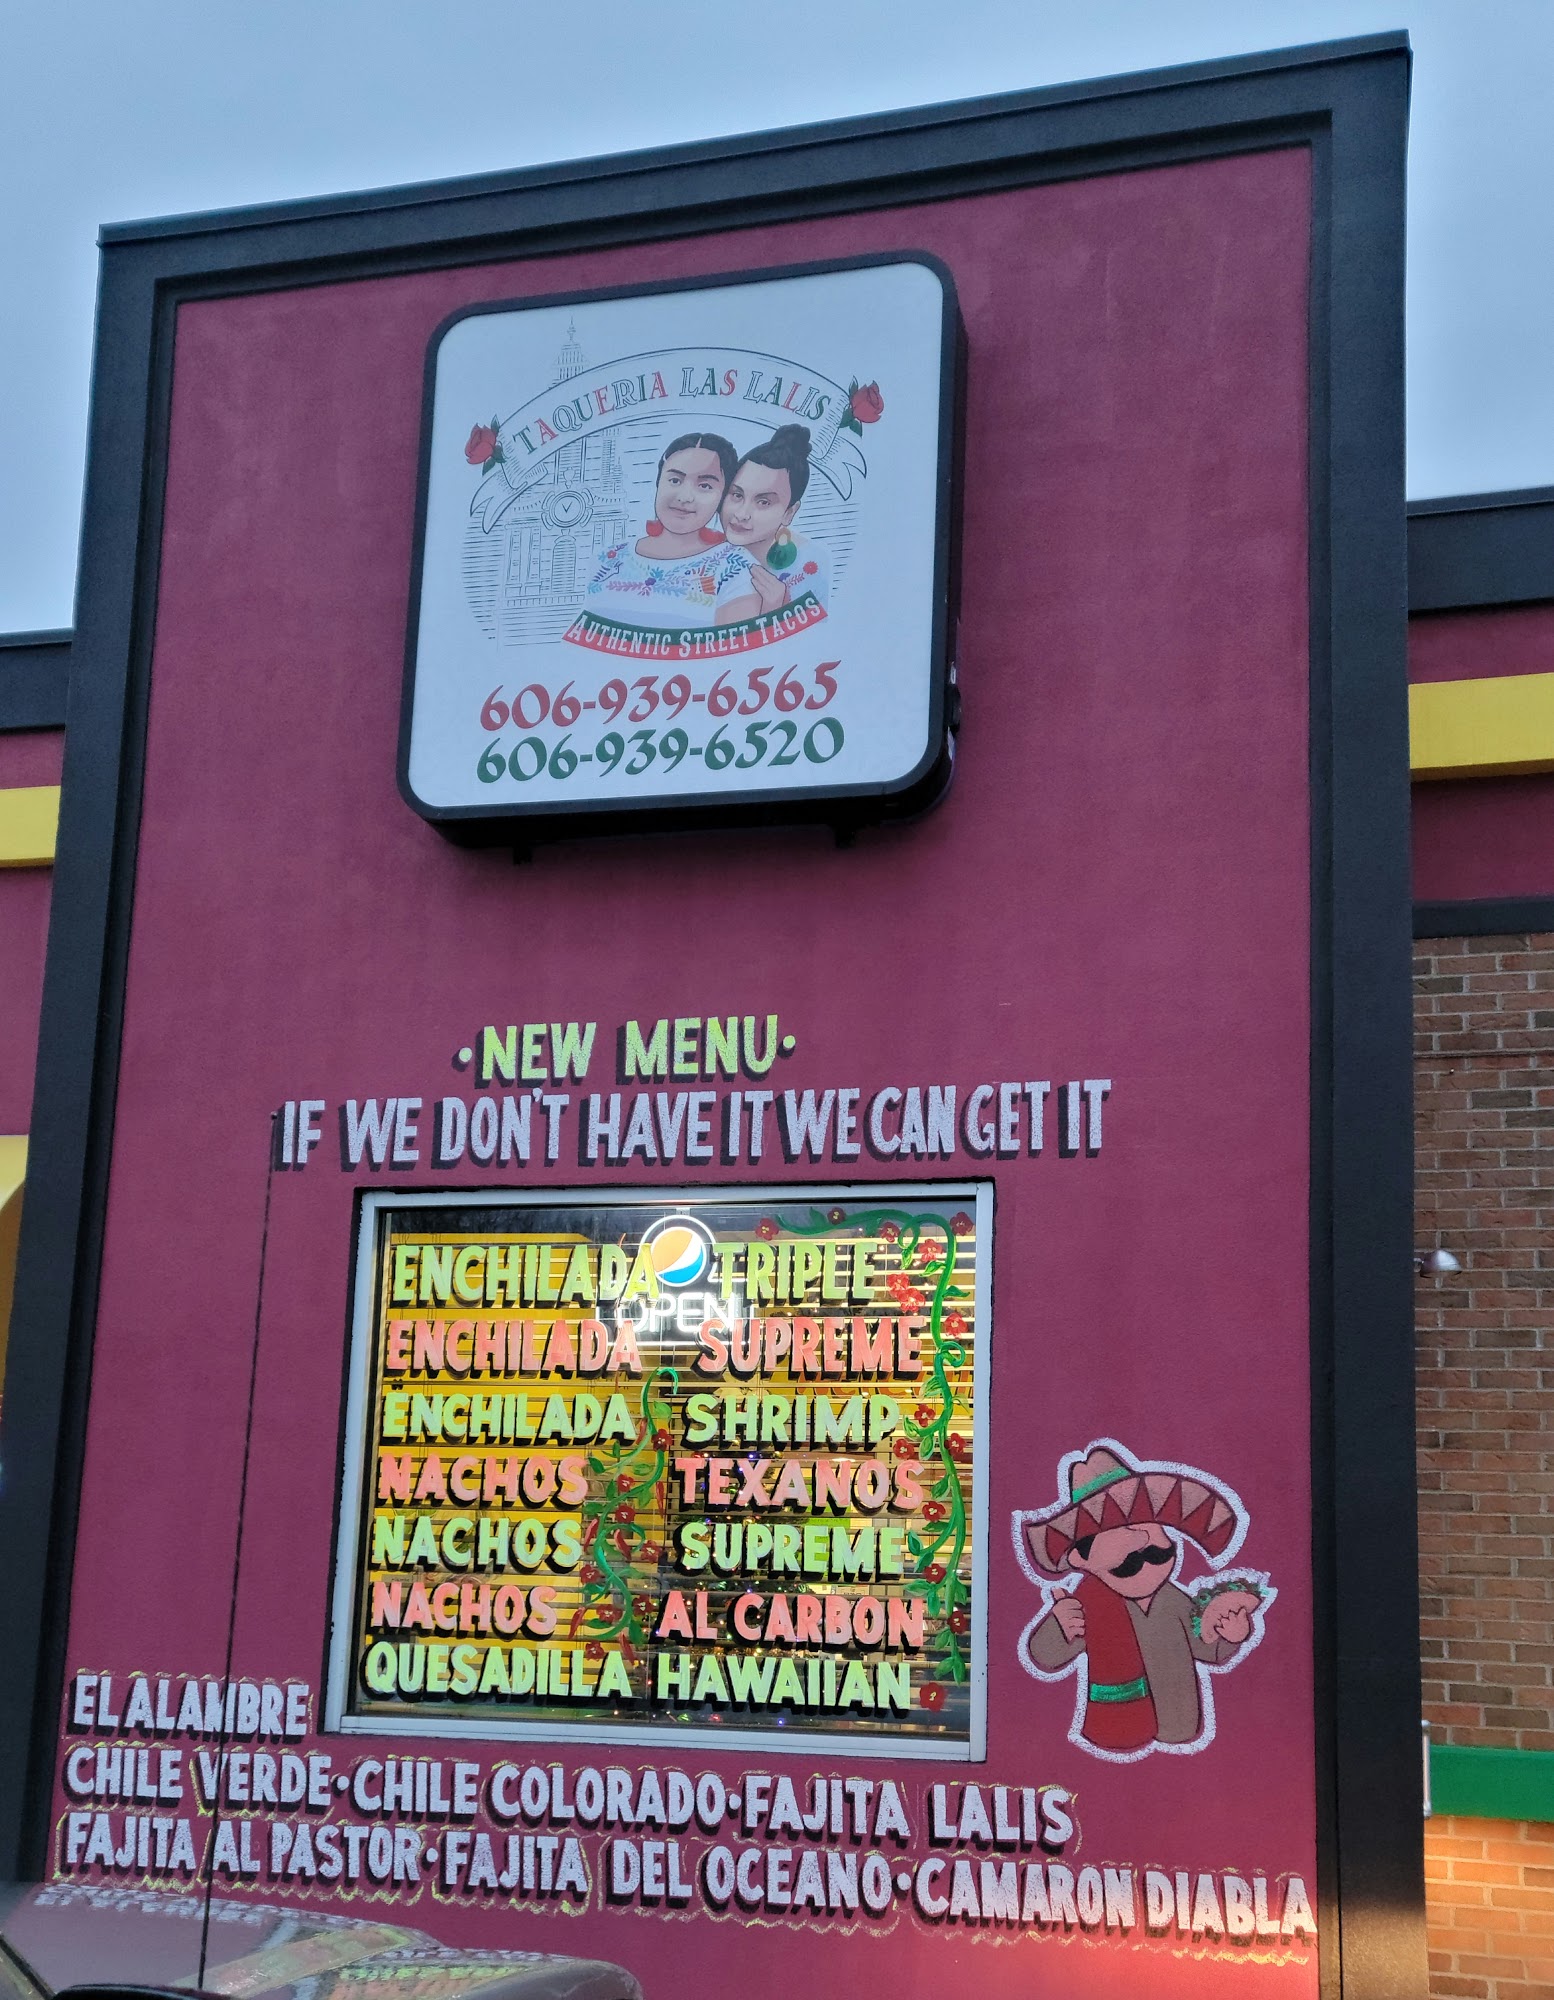 TAQUERIA LAS LALIS
AUTHENTIC STREET TACOS
606-939-6565
606-939-6520
·NEW MENU·
IF WE DON'T HAVE IT WE CAN GET IT
ENCHILADA TRIPLE
OPEN
ENCHILADA SUPREME
ENCHILADA SHRIMP
NACHOS TEXANOS
NACHOS SUPREME
NACHOS AL CARBON
QUESADILLA HAWAIIAN
EL ALAMBRE
CHILE VERDE·CHILE COLORADO·FAJITA LALIS
FAJITA AL PASTOR·FAJITA DEL OCEANO·CAMARON DIABLA